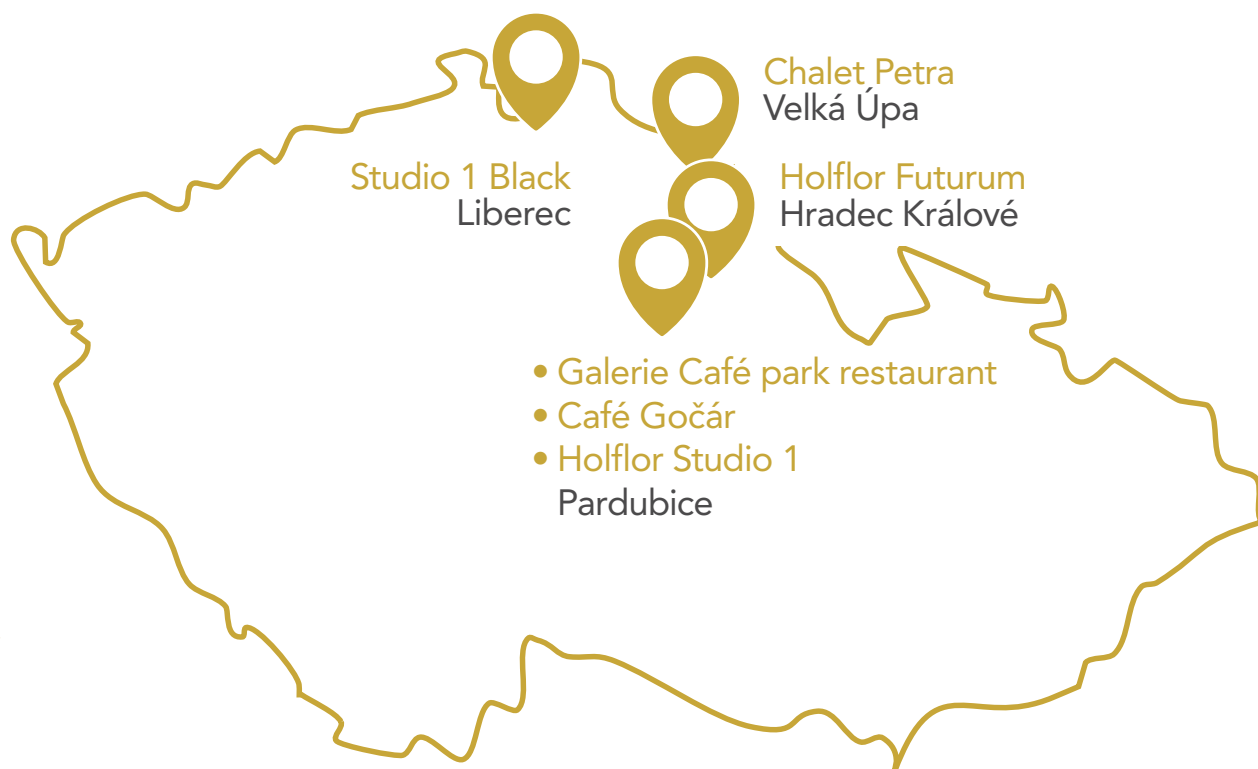 Chalet Petra
Velká Úpa
Studio 1 Black
Liberec
Holflor Futurum
Hradec Králové
• Galerie Café park restaurant
• Café Gočár
• Holflor Studio 1
Pardubice